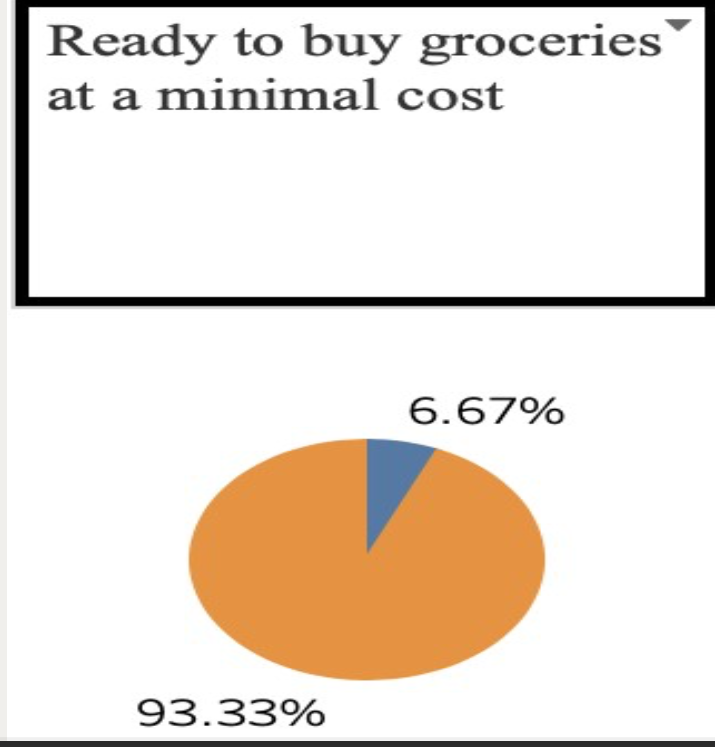 Ready to buy groceries
at a minimal cost
6.67%
93.33%